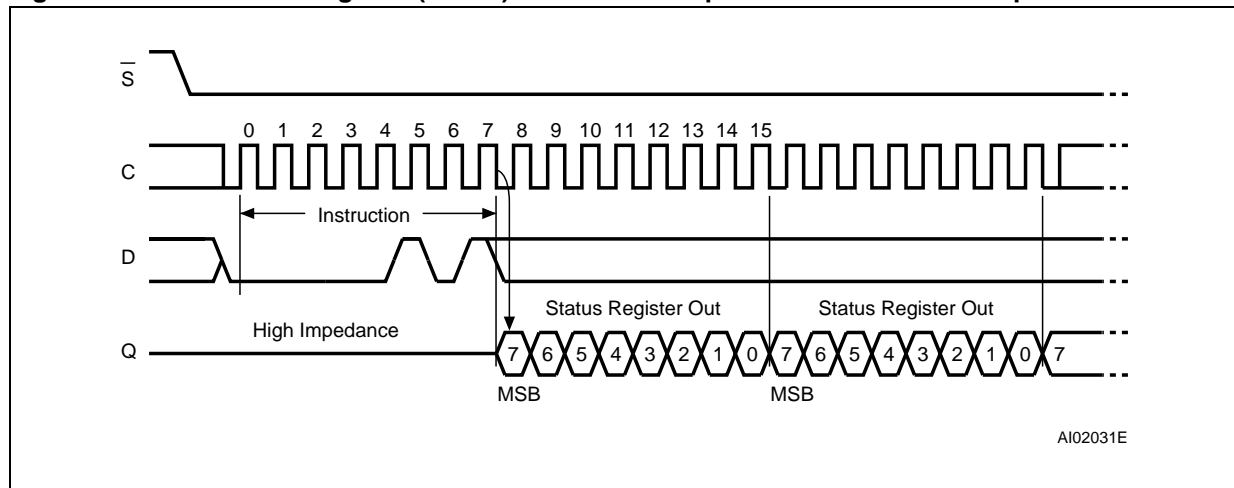 S
0 1 2 3 4 5 6 7 8 9 10 11 12 13 14 15
C
Instruction
D
Status Register Out Status Register Out
High Impedance
Q 7 6 5 4 3 2 1 0 7 6 5 4 3 2 1 0 7
MSB MSB
AI02031E